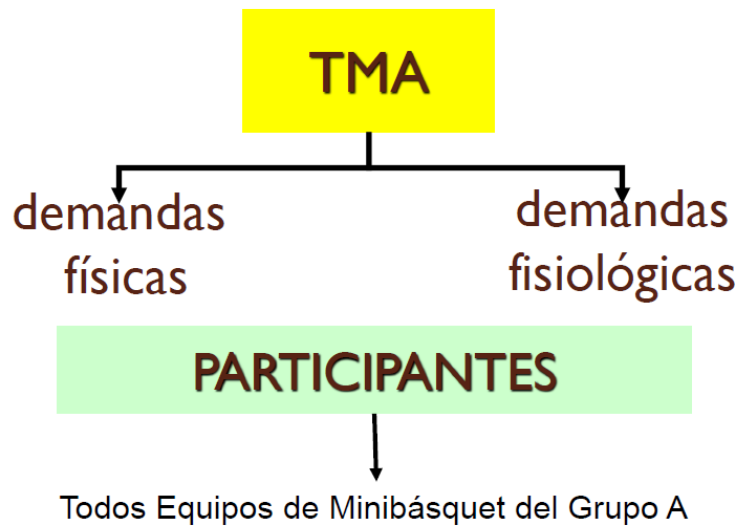 TMA
demandas
físicas
demandas
fisiológicas
PARTICIPANTES
Todos Equipos de Minibásquet del Grupo A